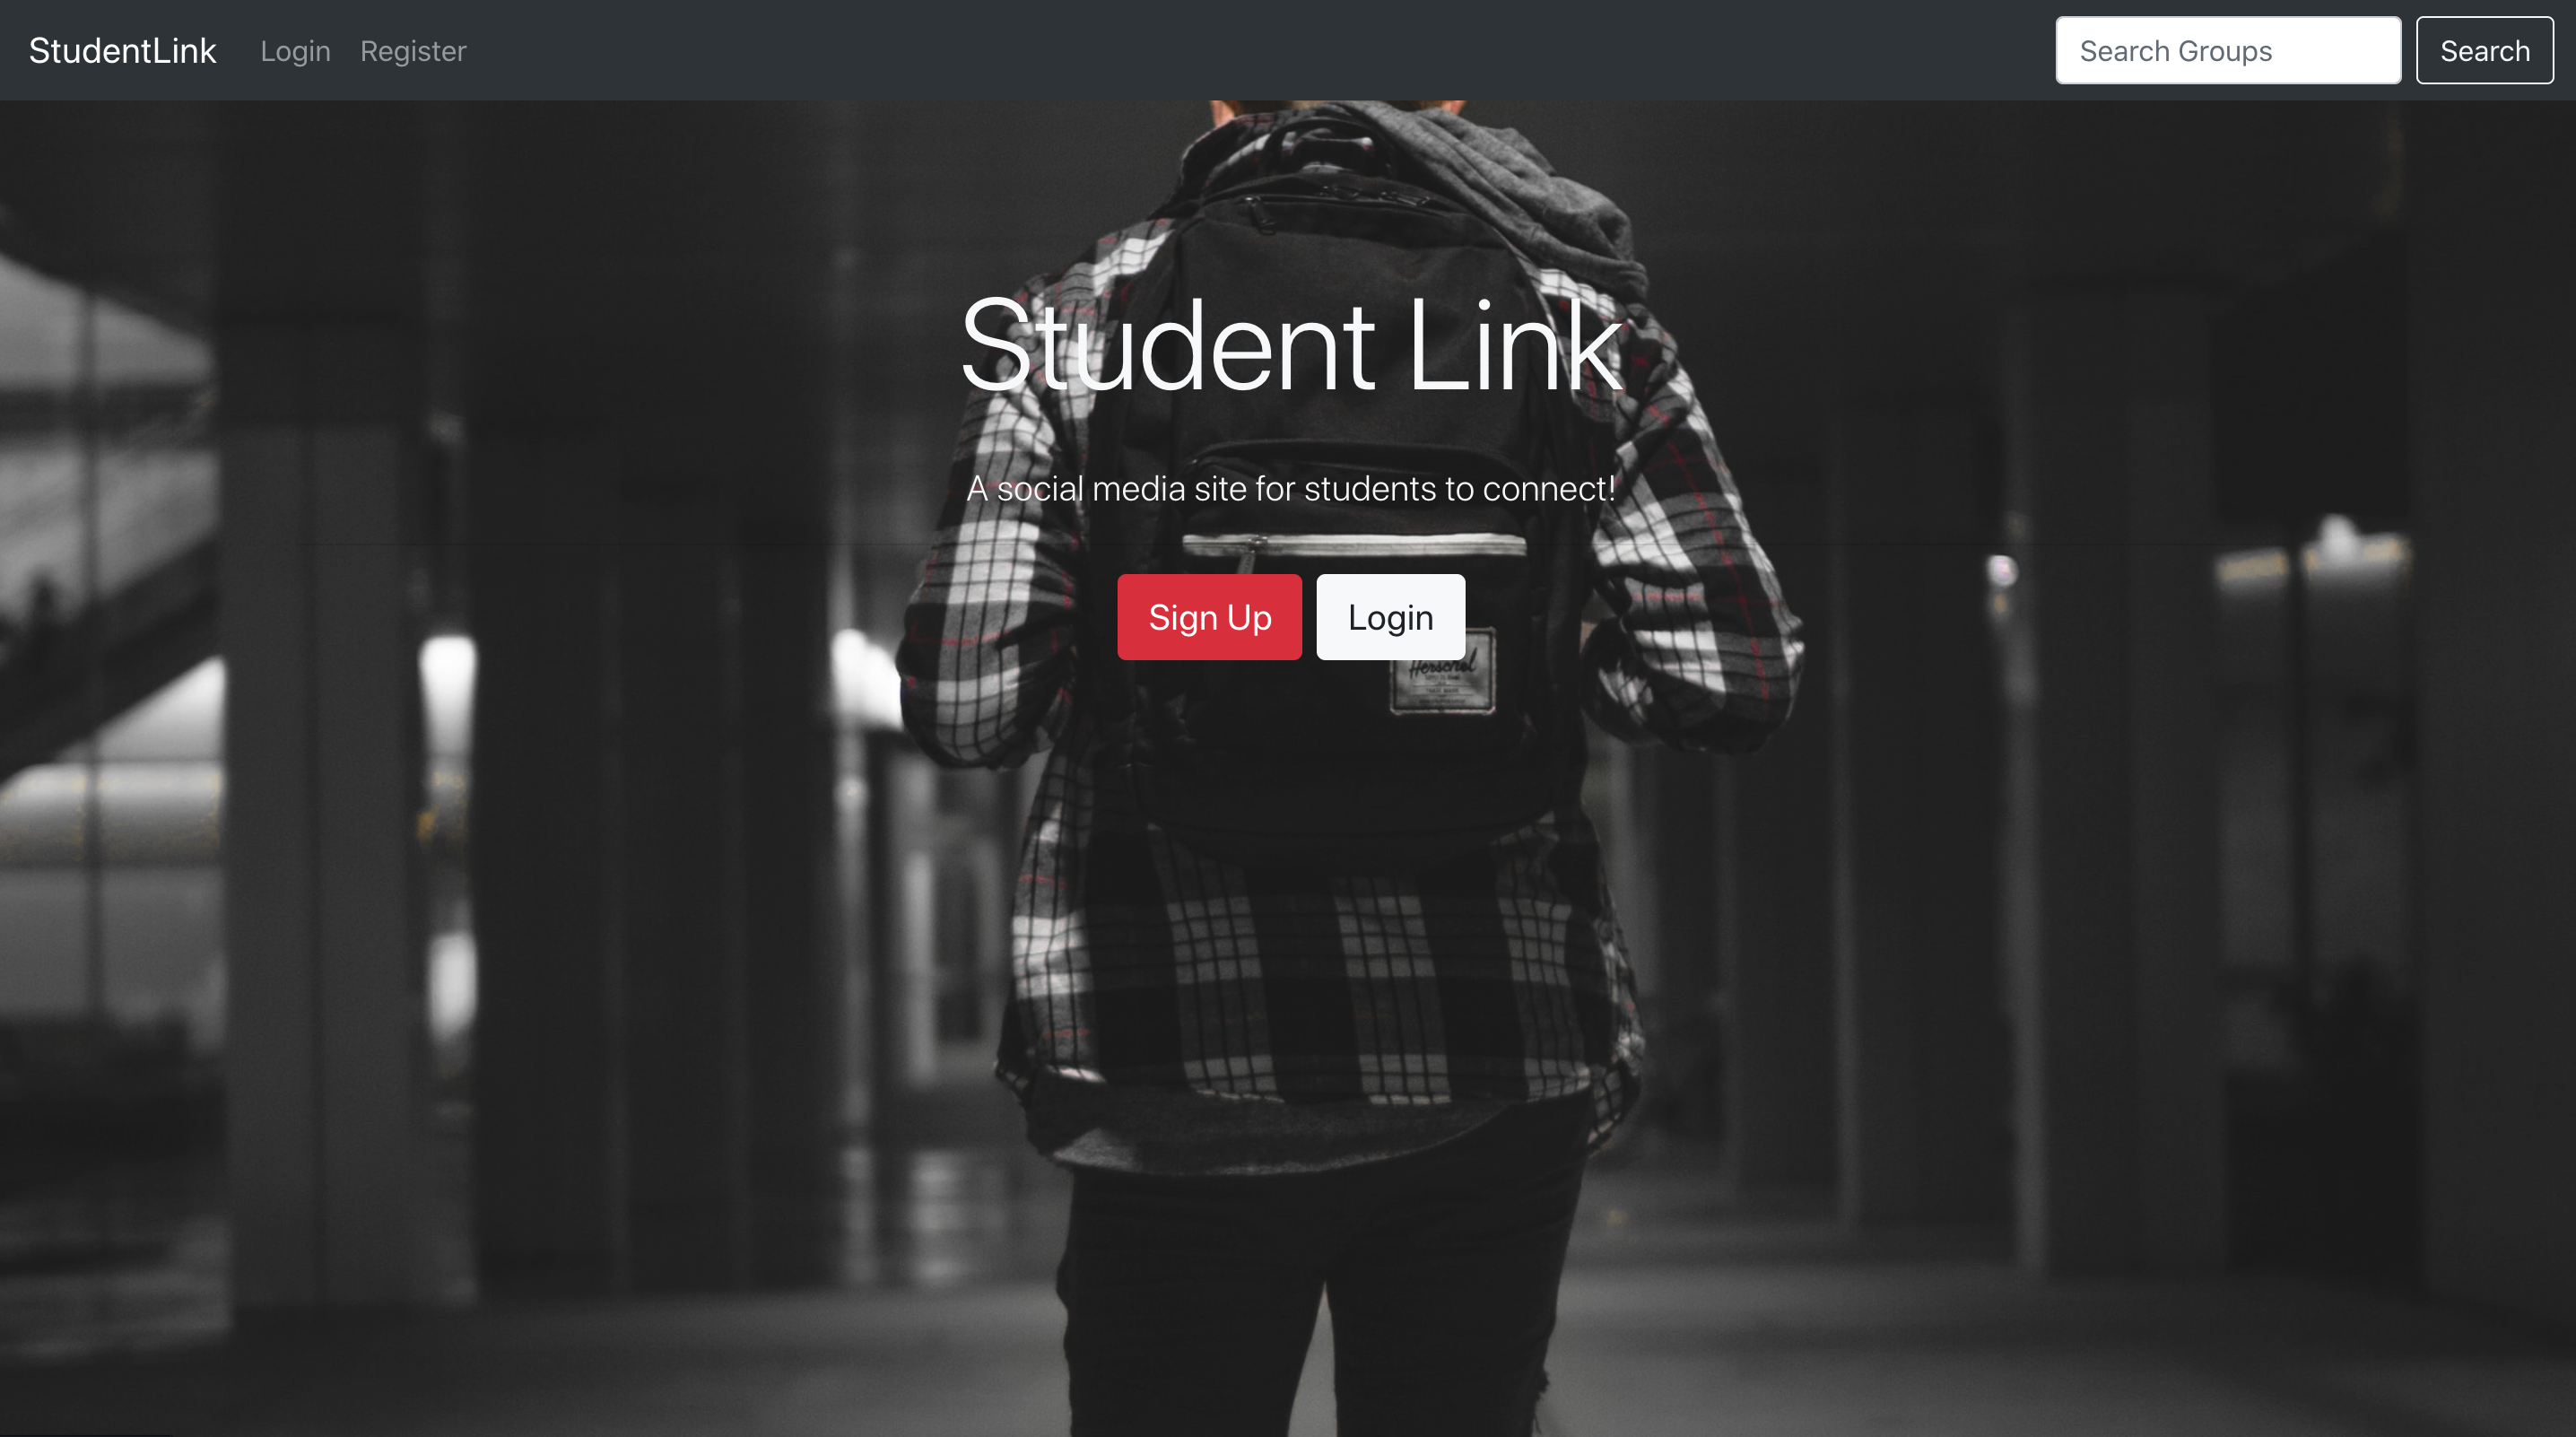 StudentLink Login Register Search Groups Search
Student Link
A social media site for students to connect!
Sign Up Login
Herschel